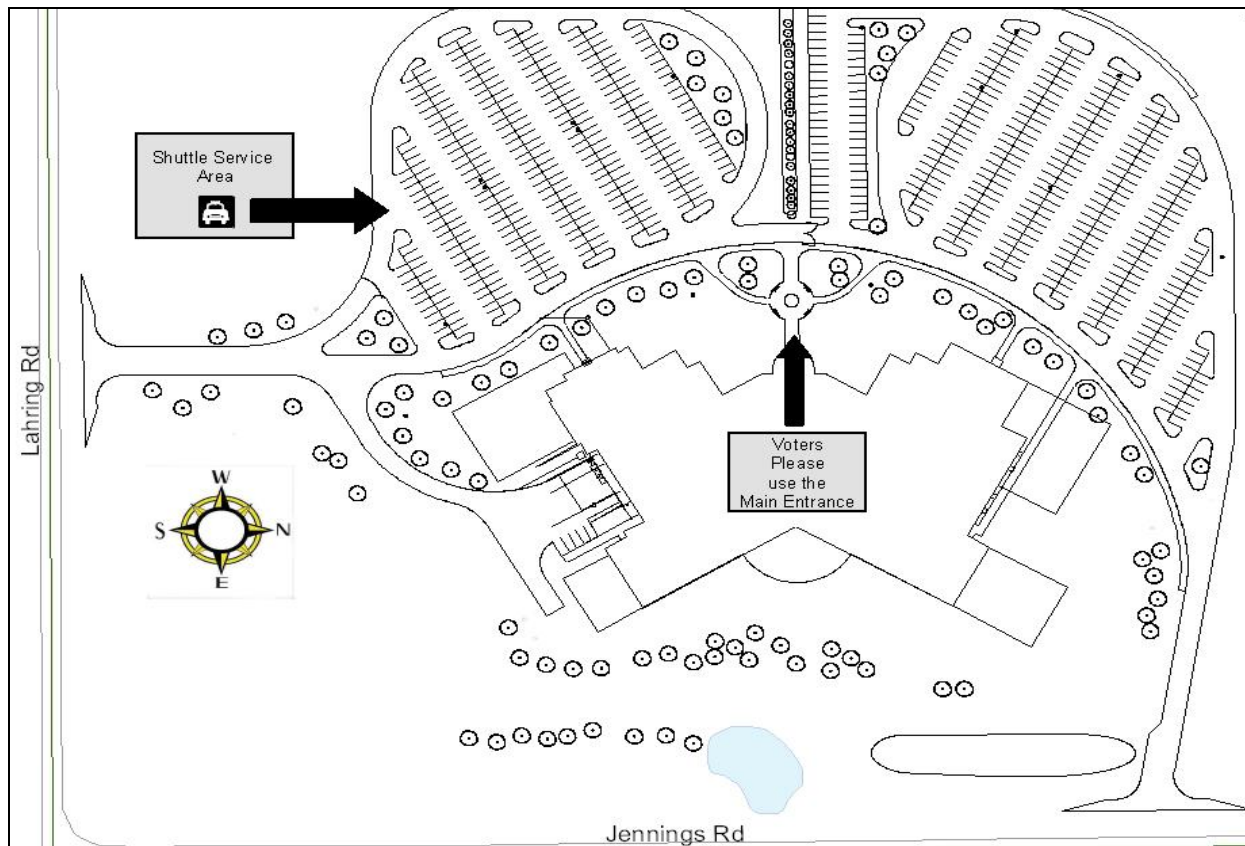 Shuttle Service
Area
Lahring Rd
W
S
N
E
Voters
Please
use the
Main Entrance
Jennings Rd